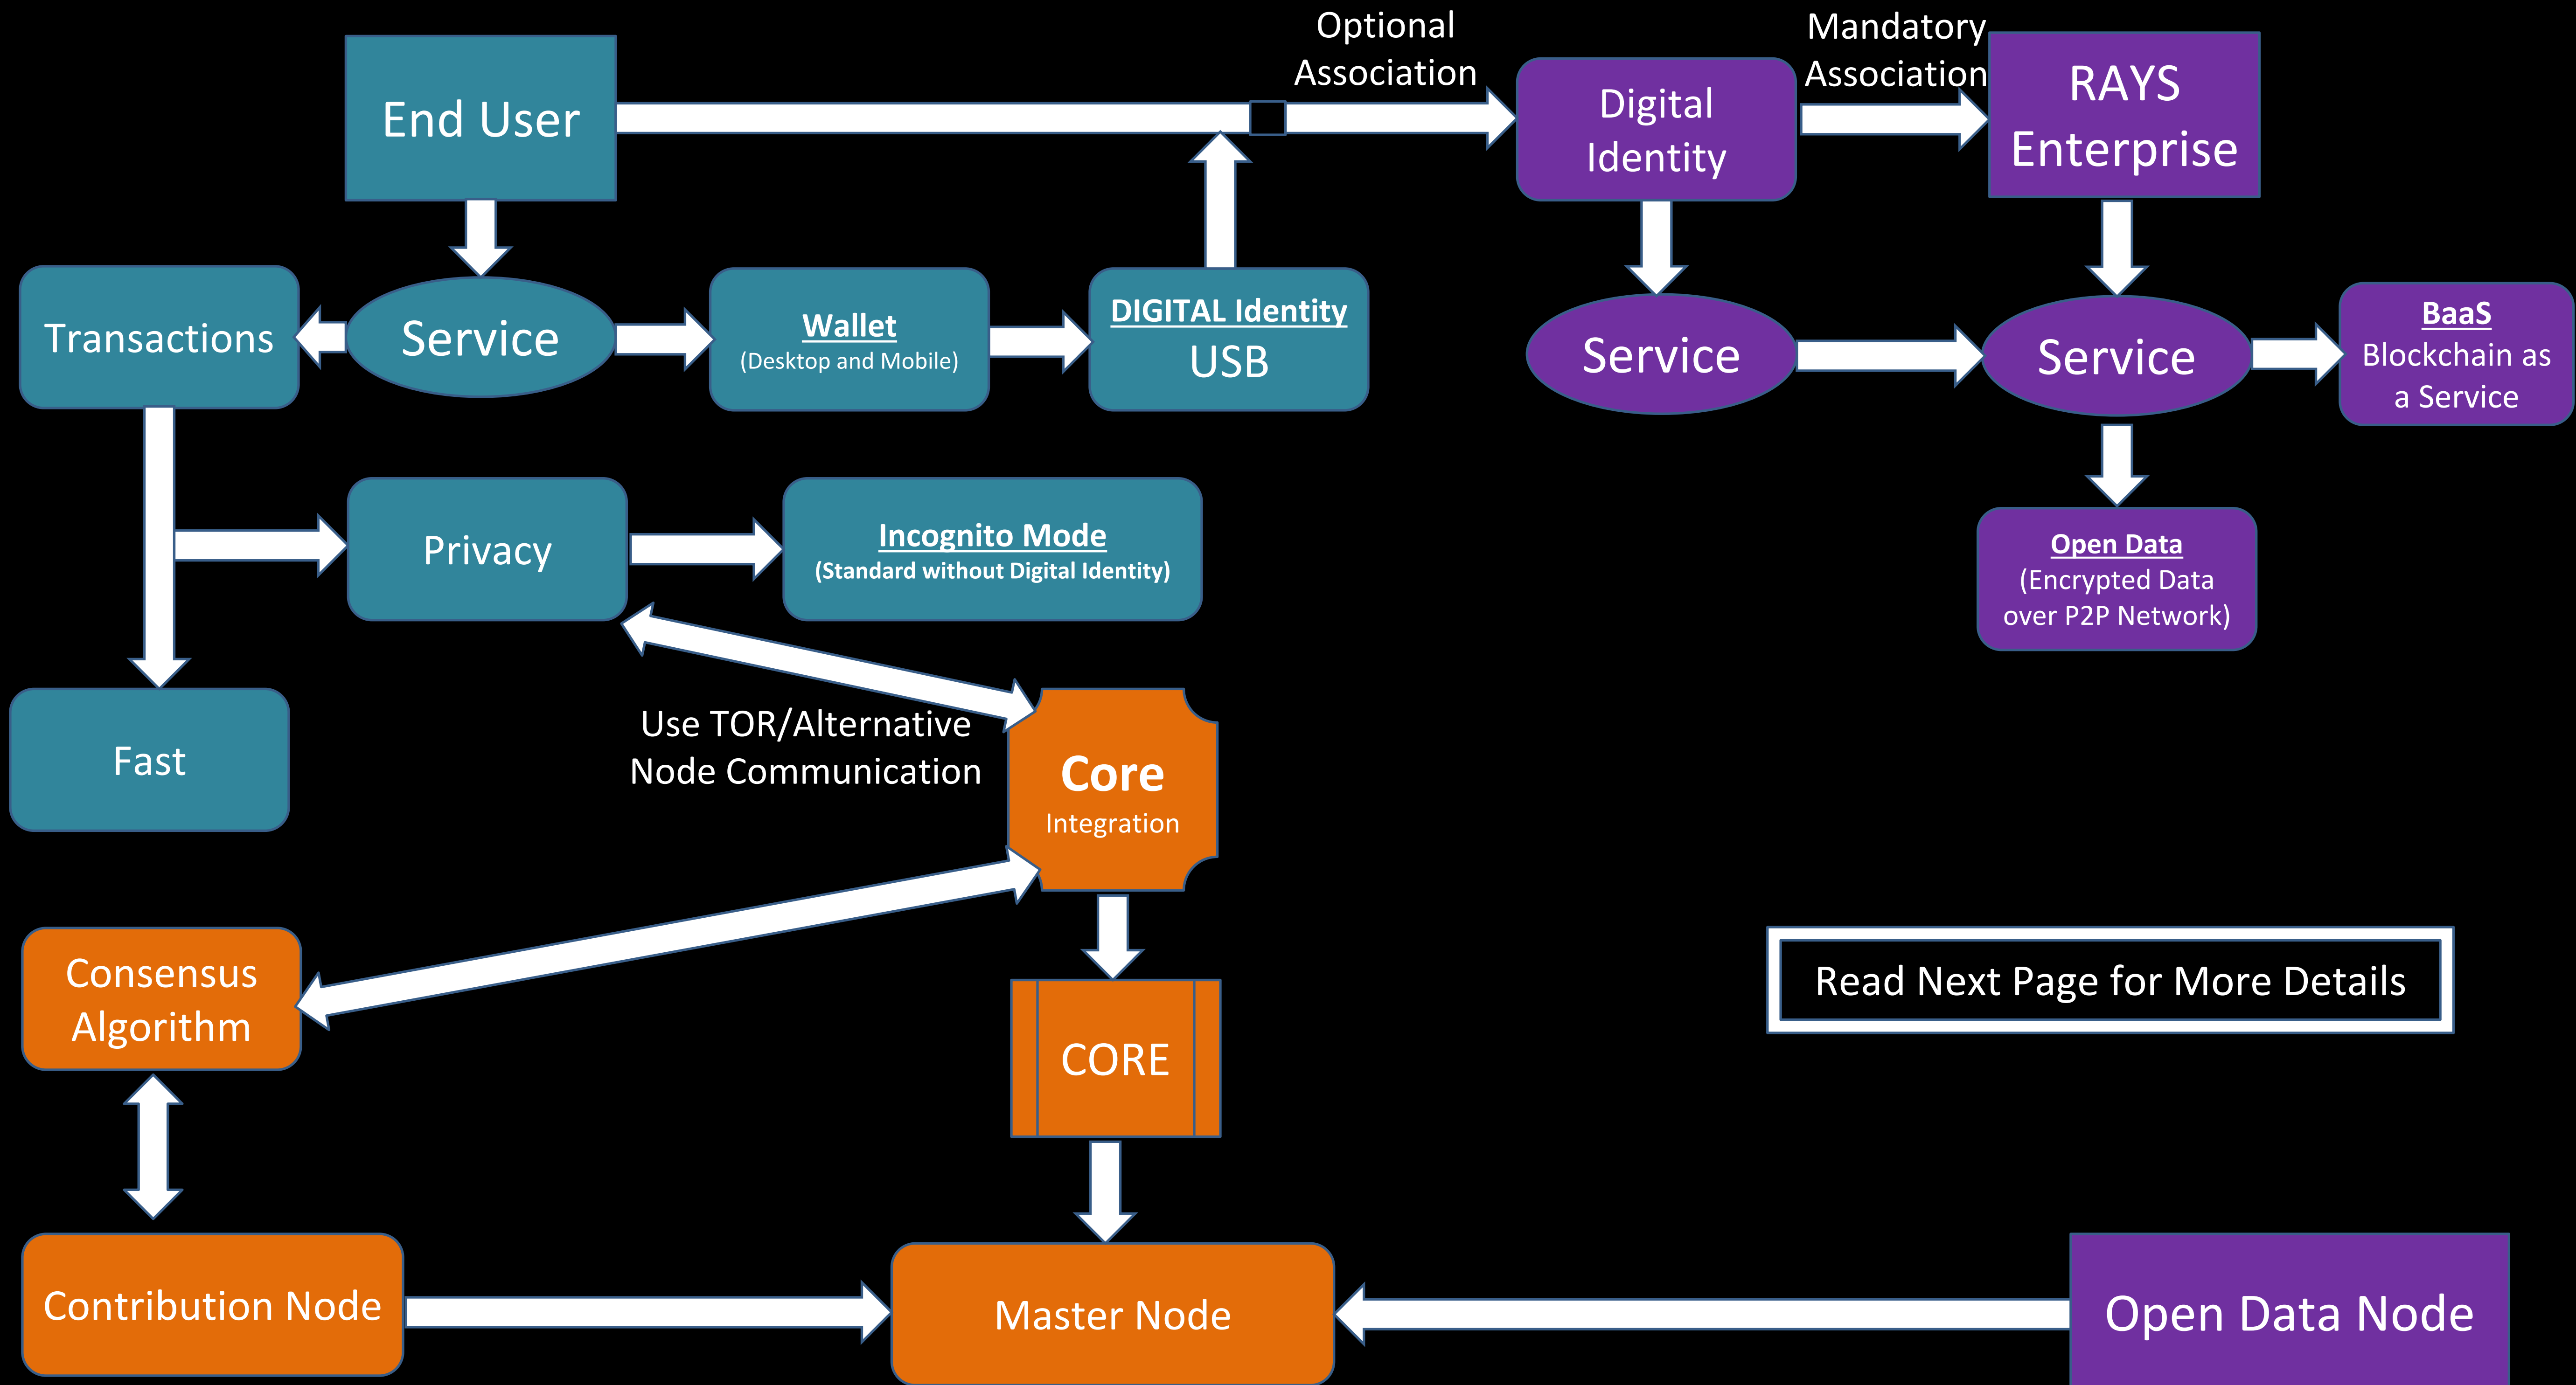 Optional
Association
Mandatory
Association
End User
Digital
Identity
RAYS
Enterprise
Transactions
Service
Wallet
(Desktop and Mobile)
DIGITAL Identity
USB
Service
Service
BaaS
Blockchain as
a Service
Privacy
Incognito Mode
(Standard without Digital Identity)
Open Data
(Encrypted Data
over P2P Network)
Fast
Use TOR/Alternative
Node Communication
Core
Integration
Consensus
Algorithm
CORE
Read Next Page for More Details
Contribution Node
Master Node
Open Data Node